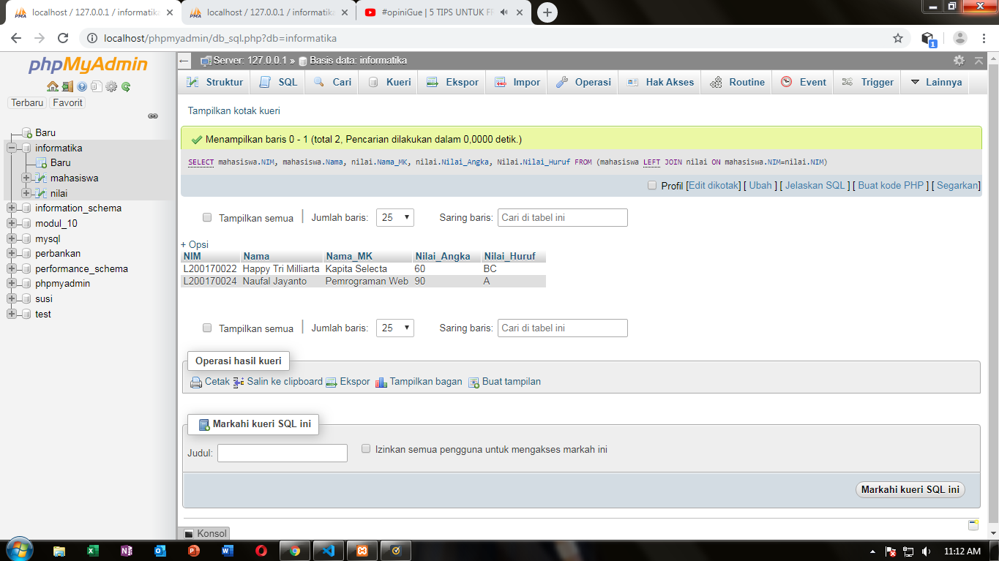 localhost / 127.0.0.1 / informatika
localhost / 127.0.0.1 / informatika
#opiniGue | 5 TIPS UNTUK FR
localhost/phpmyadmin/db_sql.php?db=informatika
1
phpMyAdmin
Terbaru Favorit
Baru
informatika
Baru
mahasiswa
nilai
information_schema
modul_10
mysql
perbankan
performance_schema
phpmyadmin
susi
test
Server: 127.0.0.1 » Basis data: informatika
Struktur SQL Cari Kueri Ekspor Impor Operasi Hak Akses Routine Event Trigger Lainnya
Tampilkan kotak kueri
Menampilkan baris 0 - 1 (total 2, Pencarian dilakukan dalam 0,0000 detik.)
SELECT mahasiswa.NIM, mahasiswa.Nama, nilai.Nama_MK, nilai.Nilai_Angka, Nilai.Nilai_Huruf FROM (mahasiswa LEFT JOIN nilai ON mahasiswa.NIM=nilai.NIM)
Profil [Edit dikotak] [ Ubah ] [ Jelaskan SQL ] [ Buat kode PHP ] [ Segarkan]
Tampilkan semua | Jumlah baris: 25 Saring baris: Cari di tabel ini
+ Opsi
NIM Nama Nama_MK Nilai_Angka Nilai_Huruf
L200170022 Happy Tri Milliarta Kapita Selecta 60 BC
L200170024 Naufal Jayanto Pemrograman Web 90 A
Tampilkan semua | Jumlah baris: 25 Saring baris: Cari di tabel ini
Operasi hasil kueri
Cetak Salin ke clipboard Ekspor Tampilkan bagan Buat tampilan
Markahi kueri SQL ini
Judul: Izinkan semua pengguna untuk mengakses markah ini
Markahi kueri SQL ini
Konsol
11:12 AM